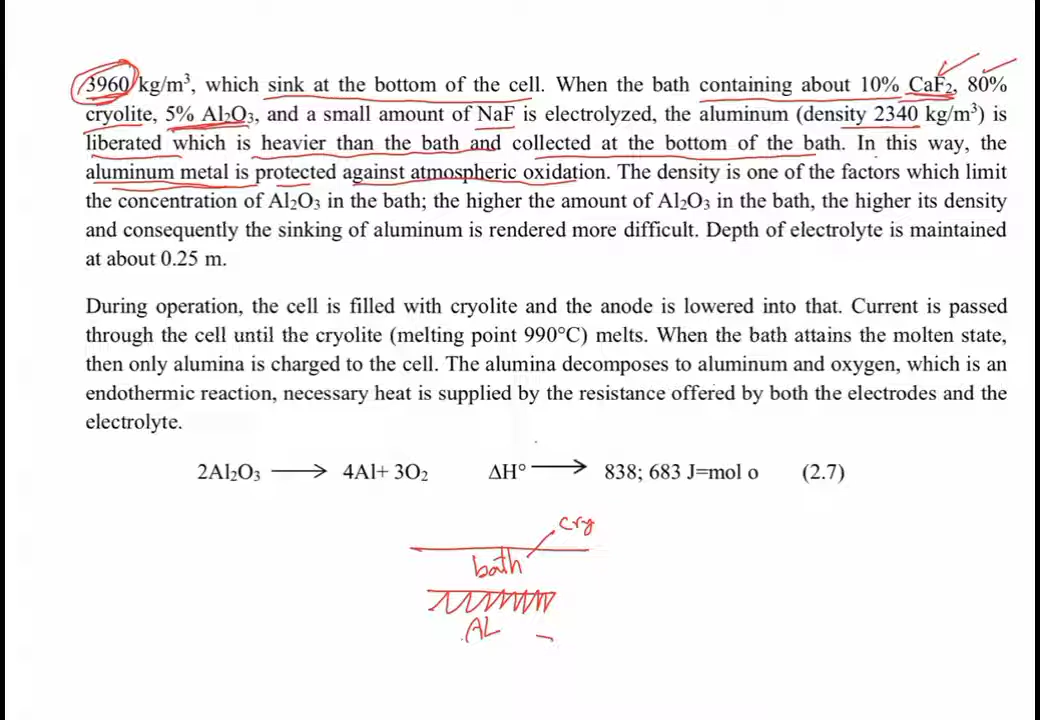 3960 kg/m³, which sink at the bottom of the cell. When the bath containing about 10% CaF₂, 80%
cryolite, 5% Al₂O₃, and a small amount of NaF is electrolyzed, the aluminum (density 2340 kg/m³) is
liberated which is heavier than the bath and collected at the bottom of the bath. In this way, the
aluminum metal is protected against atmospheric oxidation. The density is one of the factors which limit
the concentration of Al₂O₃ in the bath; the higher the amount of Al₂O₃ in the bath, the higher its density
and consequently the sinking of aluminum is rendered more difficult. Depth of electrolyte is maintained
at about 0.25 m.
During operation, the cell is filled with cryolite and the anode is lowered into that. Current is passed
through the cell until the cryolite (melting point 990°C) melts. When the bath attains the molten state,
then only alumina is charged to the cell. The alumina decomposes to aluminum and oxygen, which is an
endothermic reaction, necessary heat is supplied by the resistance offered by both the electrodes and the
electrolyte.
2Al₂O₃ ⟶ 4Al+ 3O₂ ΔH° ⟶ 838; 683 J=mol o (2.7)
cry
bath
AL